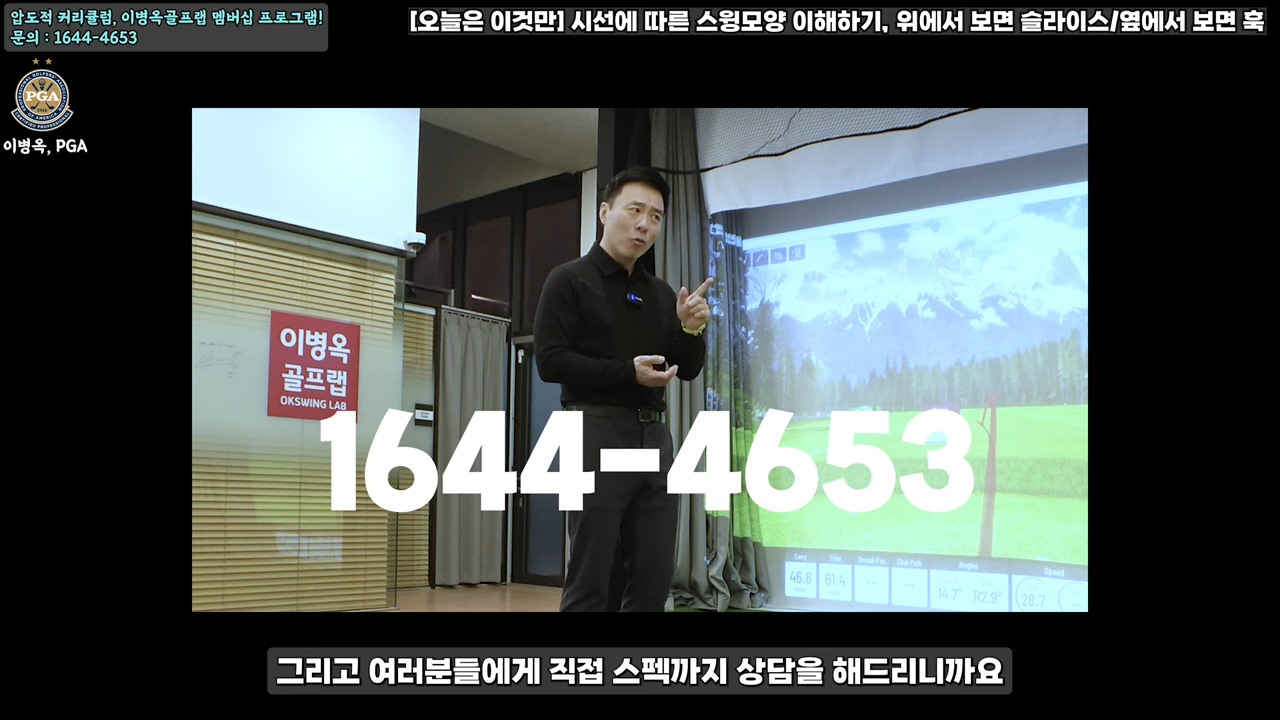 압도적 커리큘럼, 이병옥골프랩 멤버십 프로그램!
문의 : 1644-4653
[오늘은 이것만] 시선에 따른 스윙모양 이해하기, 위에서 보면 슬라이스/옆에서 보면 훅
PGA
이병옥, PGA
이병옥
골프랩
OKSWING LAB
1644-4653
Carry Total Smash Fac. Club Path Angles Speed
46.8 61.4 -- -- 14.7° R2.9° 28.7
그리고 여러분들에게 직접 스펙까지 상담을 해드리니까요